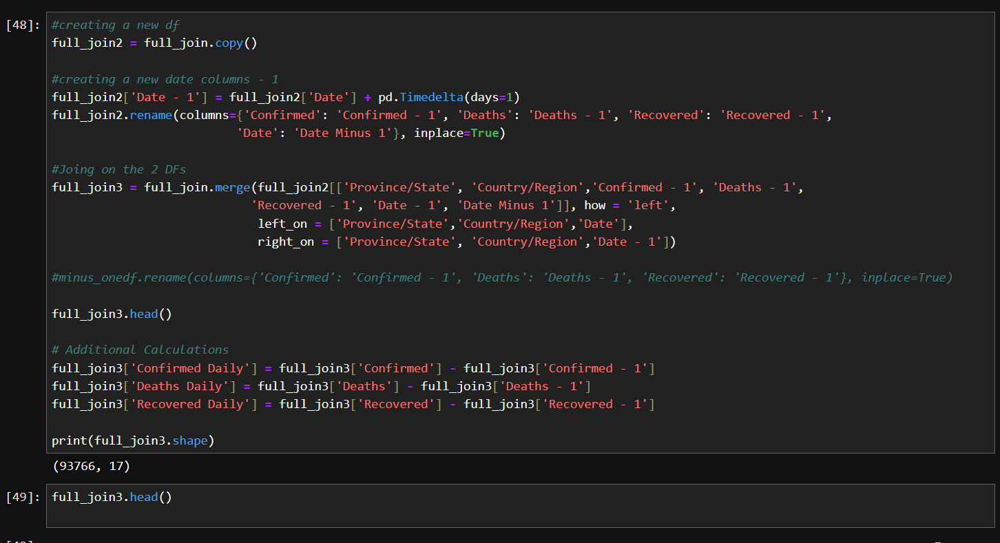 [48]: #creating a new df
full_join2 = full_join.copy()
#creating a new date columns - 1
full_join2['Date - 1'] = full_join2['Date'] + pd.Timedelta(days=1)
full_join2.rename(columns={'Confirmed': 'Confirmed - 1', 'Deaths': 'Deaths - 1', 'Recovered': 'Recovered - 1',
'Date': 'Date Minus 1'}, inplace=True)
#Joing on the 2 DFs
full_join3 = full_join.merge(full_join2[['Province/State', 'Country/Region','Confirmed - 1', 'Deaths - 1',
'Recovered - 1', 'Date - 1', 'Date Minus 1']], how = 'left',
left_on = ['Province/State','Country/Region','Date'],
right_on = ['Province/State', 'Country/Region','Date - 1'])
#minus_onedf.rename(columns={'Confirmed': 'Confirmed - 1', 'Deaths': 'Deaths - 1', 'Recovered': 'Recovered - 1'}, inplace=True)
full_join3.head()
# Additional Calculations
full_join3['Confirmed Daily'] = full_join3['Confirmed'] - full_join3['Confirmed - 1']
full_join3['Deaths Daily'] = full_join3['Deaths'] - full_join3['Deaths - 1']
full_join3['Recovered Daily'] = full_join3['Recovered'] - full_join3['Recovered - 1']
print(full_join3.shape)
(93766, 17)
[49]: full_join3.head()